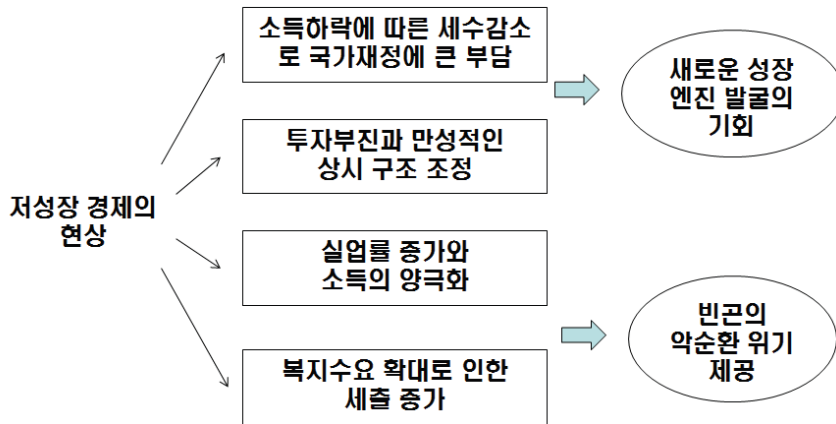 소득하락에 따른 세수감소
로 국가재정에 큰 부담
새로운 성장
엔진 발굴의
기회
투자부진과 만성적인
상시 구조 조정
저성장 경제의
현상
실업률 증가와
소득의 양극화
빈곤의
악순환 위기
제공
복지수요 확대로 인한
세출 증가